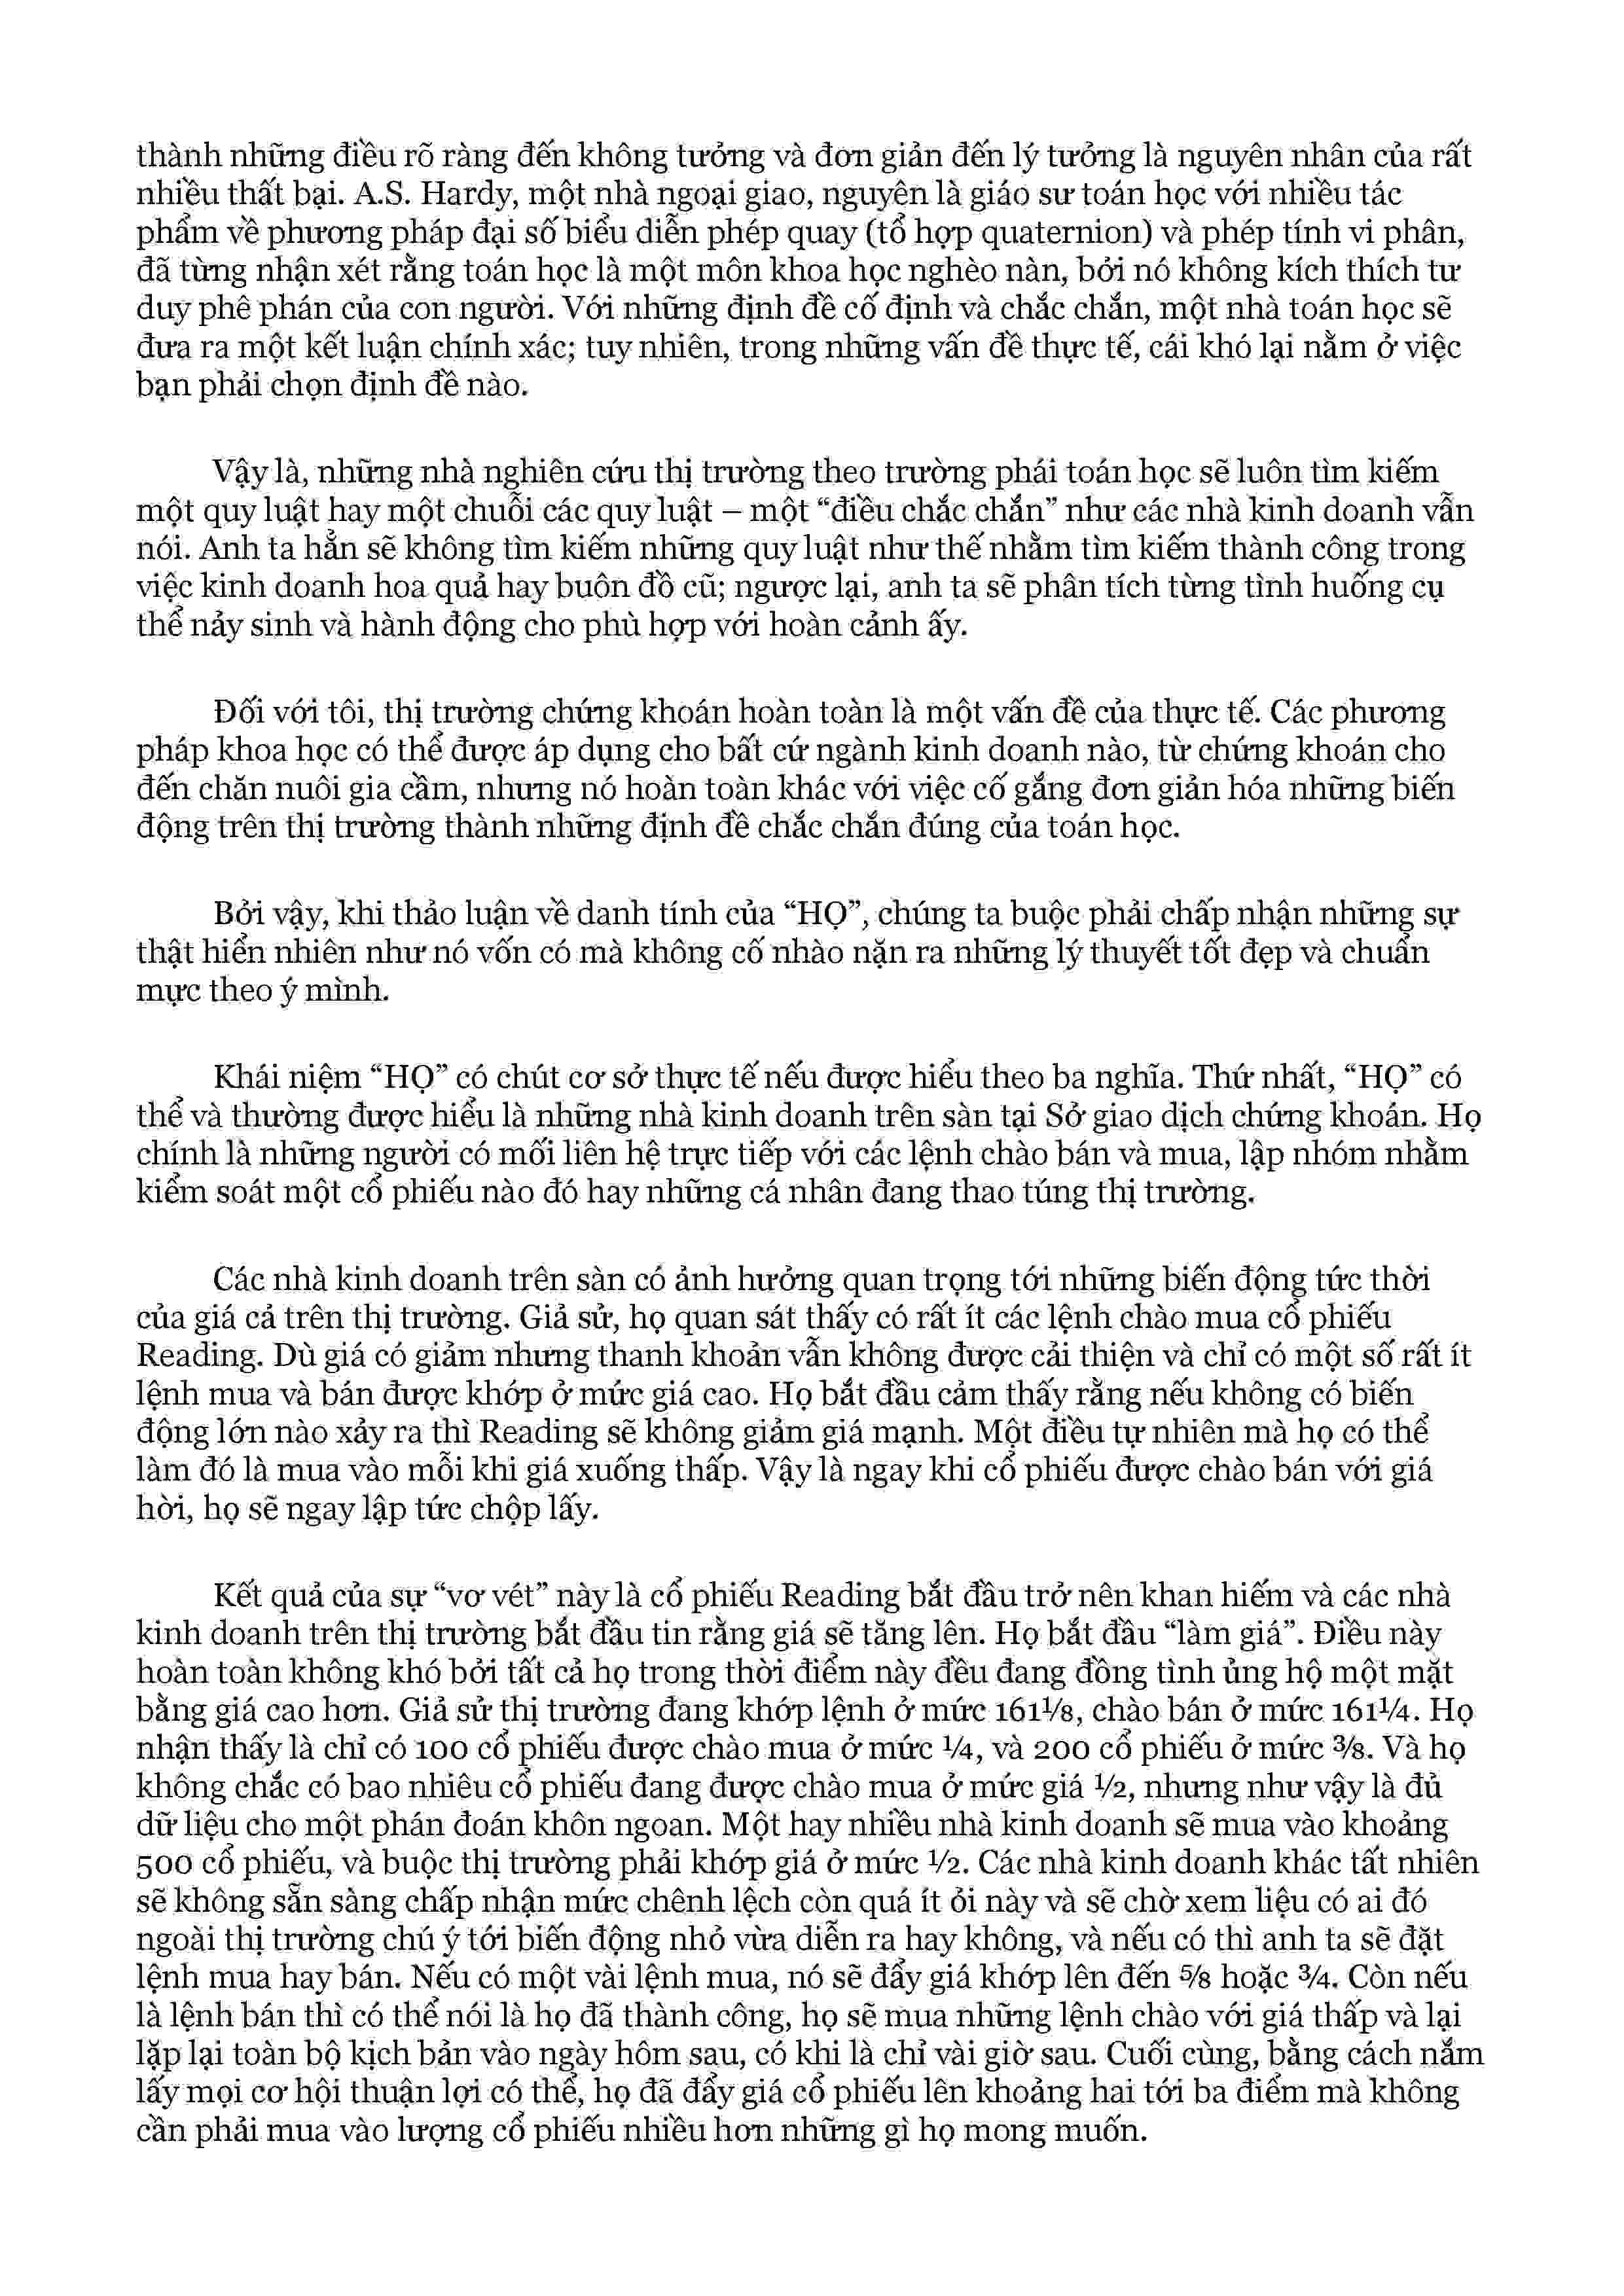 thành những điều rõ ràng đến không tưởng và đơn giản đến lý tưởng là nguyên nhân của rất
nhiều thất bại. A.S. Hardy, một nhà ngoại giao, nguyên là giáo sư toán học với nhiều tác
phẩm về phương pháp đại số biểu diễn phép quay (tổ hợp quaternion) và phép tính vi phân,
đã từng nhận xét rằng toán học là một môn khoa học nghèo nàn, bởi nó không kích thích tư
duy phê phán của con người. Với những định đề cố định và chắc chắn, một nhà toán học sẽ
đưa ra một kết luận chính xác; tuy nhiên, trong những vấn đề thực tế, cái khó lại nằm ở việc
bạn phải chọn định đề nào.
Vậy là, những nhà nghiên cứu thị trường theo trường phái toán học sẽ luôn tìm kiếm
một quy luật hay một chuỗi các quy luật – một “điều chắc chắn” như các nhà kinh doanh vẫn
nói. Anh ta hẳn sẽ không tìm kiếm những quy luật như thế nhằm tìm kiếm thành công trong
việc kinh doanh hoa quả hay buôn đồ cũ; ngược lại, anh ta sẽ phân tích từng tình huống cụ
thể nảy sinh và hành động cho phù hợp với hoàn cảnh ấy.
Đối với tôi, thị trường chứng khoán hoàn toàn là một vấn đề của thực tế. Các phương
pháp khoa học có thể được áp dụng cho bất cứ ngành kinh doanh nào, từ chứng khoán cho
đến chăn nuôi gia cầm, nhưng nó hoàn toàn khác với việc cố gắng đơn giản hóa những biến
động trên thị trường thành những định đề chắc chắn đúng của toán học.
Bởi vậy, khi thảo luận về danh tính của “HỌ”, chúng ta buộc phải chấp nhận những sự
thật hiển nhiên như nó vốn có mà không cố nhào nặn ra những lý thuyết tốt đẹp và chuẩn
mực theo ý mình.
Khái niệm “HỌ” có chút cơ sở thực tế nếu được hiểu theo ba nghĩa. Thứ nhất, “HỌ” có
thể và thường được hiểu là những nhà kinh doanh trên sàn tại Sở giao dịch chứng khoán. Họ
chính là những người có mối liên hệ trực tiếp với các lệnh chào bán và mua, lập nhóm nhằm
kiểm soát một cổ phiếu nào đó hay những cá nhân đang thao túng thị trường.
Các nhà kinh doanh trên sàn có ảnh hưởng quan trọng tới những biến động tức thời
của giá cả trên thị trường. Giả sử, họ quan sát thấy có rất ít các lệnh chào mua cổ phiếu
Reading. Dù giá có giảm nhưng thanh khoản vẫn không được cải thiện và chỉ có một số rất ít
lệnh mua và bán được khớp ở mức giá cao. Họ bắt đầu cảm thấy rằng nếu không có biến
động lớn nào xảy ra thì Reading sẽ không giảm giá mạnh. Một điều tự nhiên mà họ có thể
làm đó là mua vào mỗi khi giá xuống thấp. Vậy là ngay khi cổ phiếu được chào bán với giá
hời, họ sẽ ngay lập tức chộp lấy.
Kết quả của sự “vơ vét” này là cổ phiếu Reading bắt đầu trở nên khan hiếm và các nhà
kinh doanh trên thị trường bắt đầu tin rằng giá sẽ tăng lên. Họ bắt đầu “làm giá”. Điều này
hoàn toàn không khó bởi tất cả họ trong thời điểm này đều đang đồng tình ủng hộ một mặt
bằng giá cao hơn. Giả sử thị trường đang khớp lệnh ở mức 161⅛, chào bán ở mức 161¼. Họ
nhận thấy là chỉ có 100 cổ phiếu được chào mua ở mức ¼, và 200 cổ phiếu ở mức ⅜. Và họ
không chắc có bao nhiêu cổ phiếu đang được chào mua ở mức giá ½, nhưng như vậy là đủ
dữ liệu cho một phán đoán khôn ngoan. Một hay nhiều nhà kinh doanh sẽ mua vào khoảng
500 cổ phiếu, và buộc thị trường phải khớp giá ở mức ½. Các nhà kinh doanh khác tất nhiên
sẽ không sẵn sàng chấp nhận mức chênh lệch còn quá ít ỏi này và sẽ chờ xem liệu có ai đó
ngoài thị trường chú ý tới biến động nhỏ vừa diễn ra hay không, và nếu có thì anh ta sẽ đặt
lệnh mua hay bán. Nếu có một vài lệnh mua, nó sẽ đẩy giá khớp lên đến ⅝ hoặc ¾. Còn nếu
là lệnh bán thì có thể nói là họ đã thành công, họ sẽ mua những lệnh chào với giá thấp và lại
lặp lại toàn bộ kịch bản vào ngày hôm sau, có khi là chỉ vài giờ sau. Cuối cùng, bằng cách nắm
lấy mọi cơ hội thuận lợi có thể, họ đã đẩy giá cổ phiếu lên khoảng hai tới ba điểm mà không
cần phải mua vào lượng cổ phiếu nhiều hơn những gì họ mong muốn.